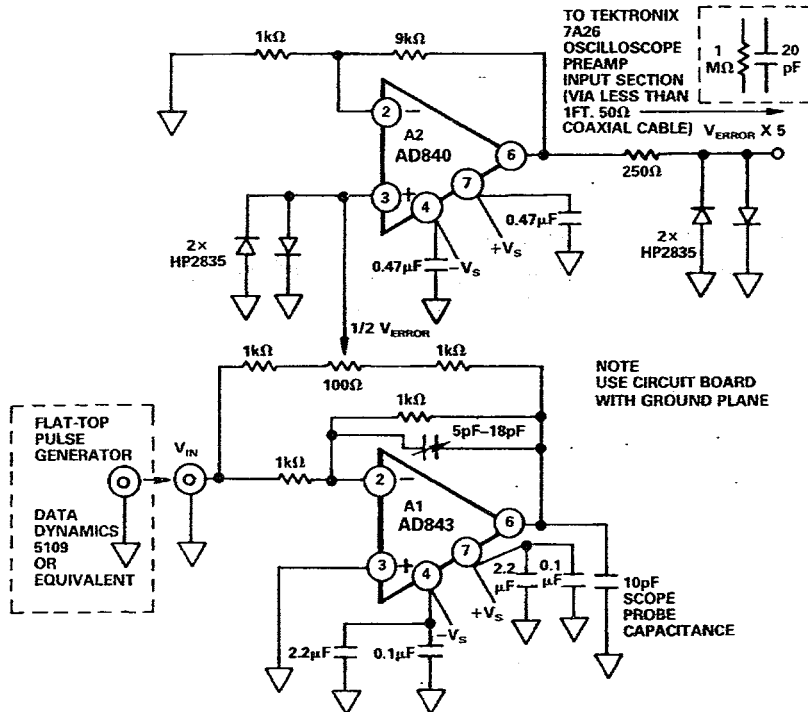 1kΩ
9kΩ
TO TEKTRONIX
7A26
OSCILLOSCOPE
PREAMP
INPUT SECTION
(VIA LESS THAN
1FT. 50Ω
COAXIAL CABLE)
1
MΩ
20
pF
VERROR X 5
2
−
A2
AD840
6
3
+
4
7
250Ω
0.47μF
+VS
−VS
0.47μF
2×
HP2835
2×
HP2835
1/2 VERROR
1kΩ
100Ω
1kΩ
NOTE
USE CIRCUIT BOARD
WITH GROUND PLANE
1kΩ
5pF–18pF
FLAT-TOP
PULSE
GENERATOR
DATA
DYNAMICS
5109
OR
EQUIVALENT
VIN
1kΩ
2
−
A1
AD843
6
3
+
4
7
2.2
μF
0.1
μF
+VS
−VS
10pF
SCOPE
PROBE
CAPACITANCE
2.2μF
0.1μF